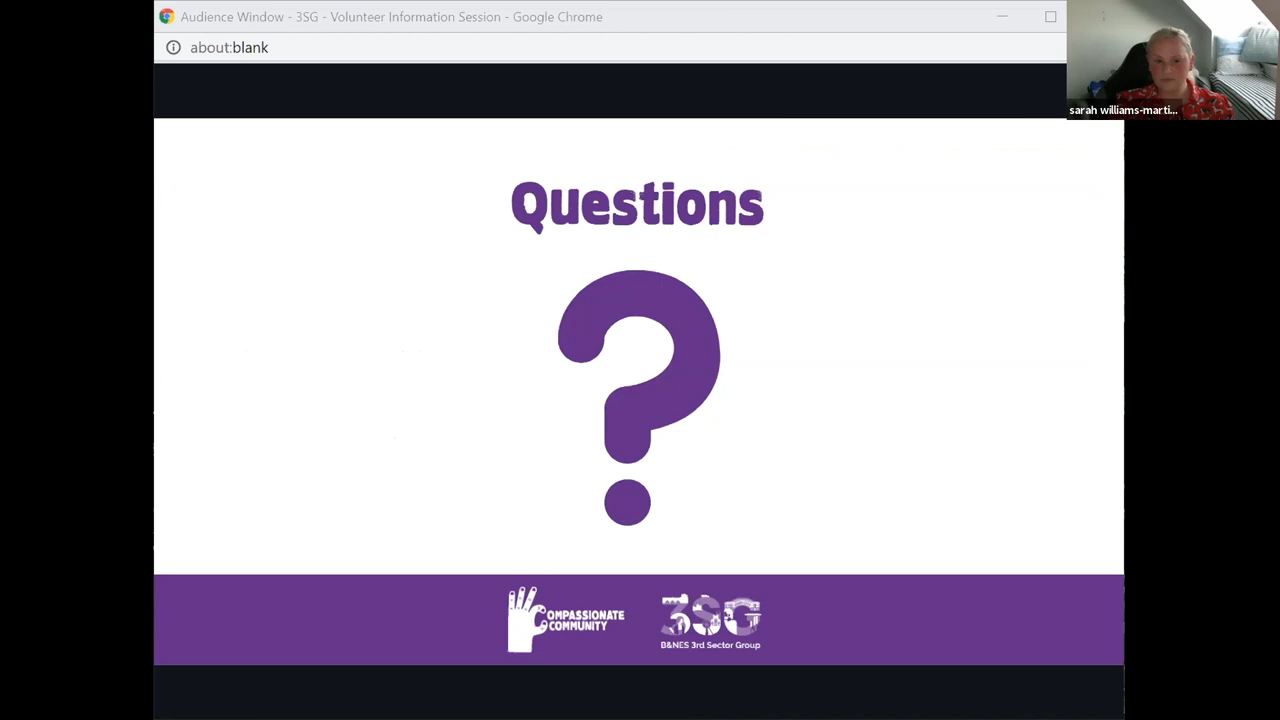 Audience Window - 3SG - Volunteer Information Session - Google Chrome
about:blank
sarah williams-marti...
Questions
?
COMPASSIONATE
COMMUNITY
3SG
B&NES 3rd Sector Group